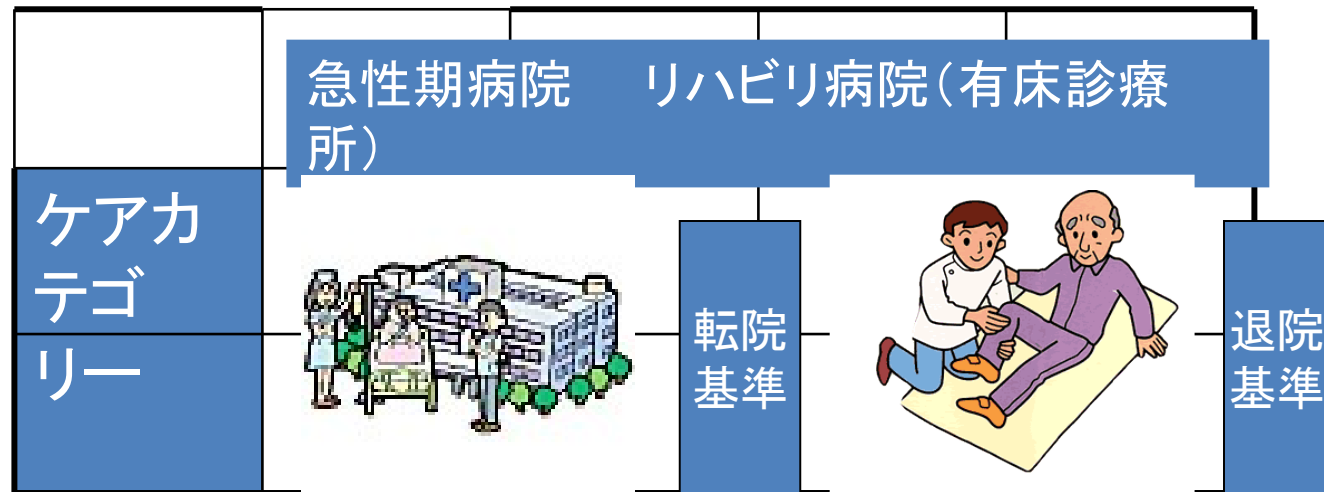 急性期病院　リハビリ病院（有床診療
所）
ケアカ
テゴ
リー
転院
基準
退院
基準